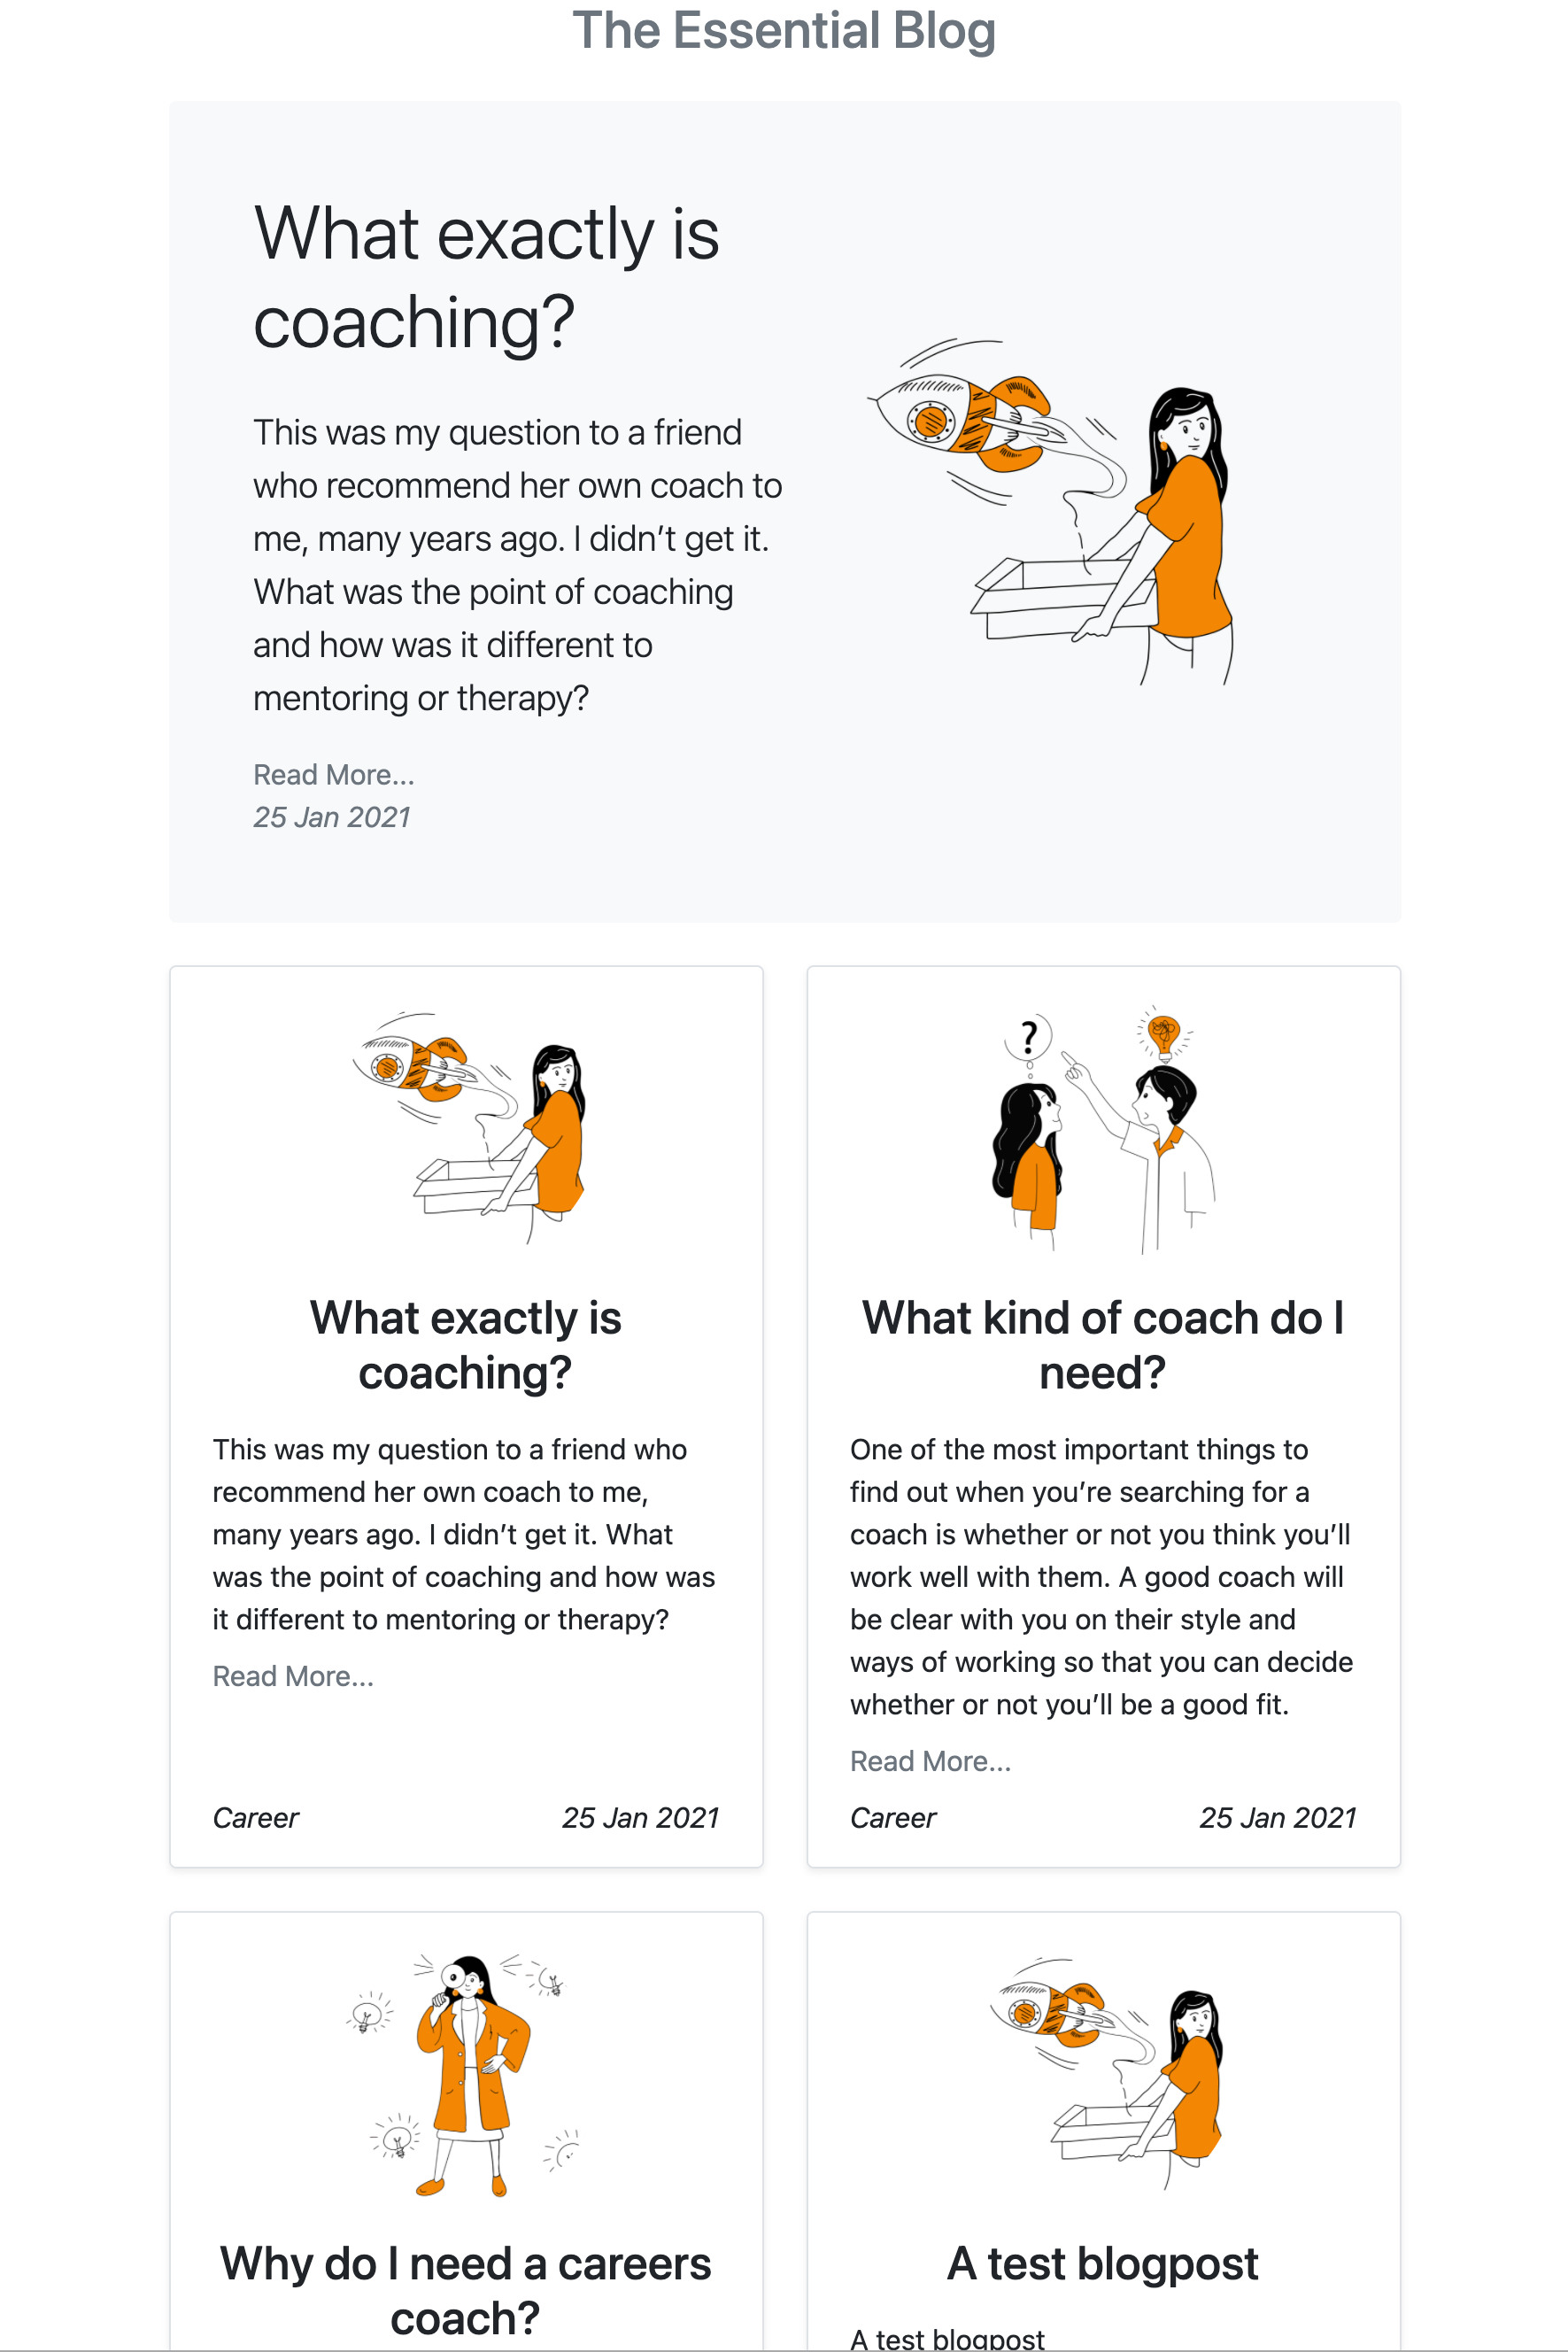 The Essential Blog
What exactly is
coaching?
This was my question to a friend
who recommend her own coach to
me, many years ago. I didn’t get it.
What was the point of coaching
and how was it different to
mentoring or therapy?
Read More...
25 Jan 2021
What exactly is
coaching?
This was my question to a friend who
recommend her own coach to me,
many years ago. I didn’t get it. What
was the point of coaching and how was
it different to mentoring or therapy?
Read More...
Career 25 Jan 2021
?
What kind of coach do I
need?
One of the most important things to
find out when you’re searching for a
coach is whether or not you think you’ll
work well with them. A good coach will
be clear with you on their style and
ways of working so that you can decide
whether or not you’ll be a good fit.
Read More...
Career 25 Jan 2021
Why do I need a careers
coach?
A test blogpost
A test blogpost